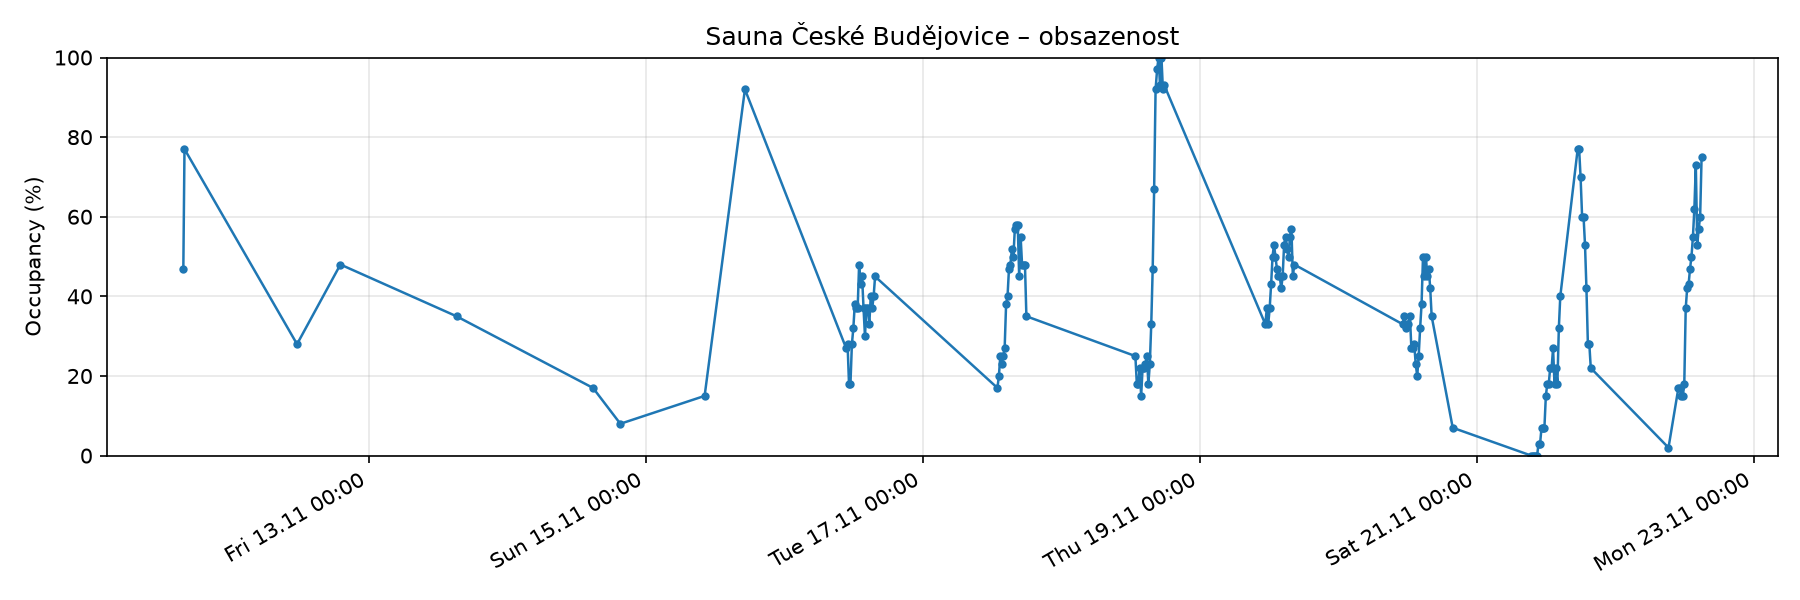 Sauna České Budějovice – obsazenost
Occupancy (%)
100
80
60
40
20
0
Fri 13.11 00:00
Sun 15.11 00:00
Tue 17.11 00:00
Thu 19.11 00:00
Sat 21.11 00:00
Mon 23.11 00:00